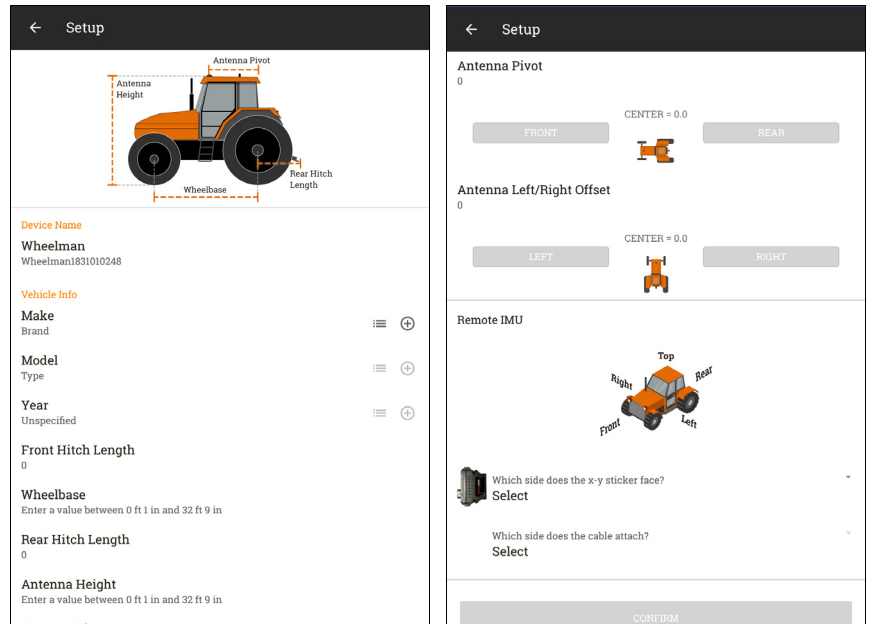 Setup
Antenna Pivot
Antenna
Height
Rear Hitch
Length
Wheelbase
Device Name
Wheelman
Wheelman1831010248
Vehicle Info
Make
Brand
Model
Type
Year
Unspecified
Front Hitch Length
0
Wheelbase
Enter a value between 0 ft 1 in and 32 ft 9 in
Rear Hitch Length
0
Antenna Height
Enter a value between 0 ft 1 in and 32 ft 9 in
Setup
Antenna Pivot
0
CENTER = 0.0
FRONT
REAR
Antenna Left/Right Offset
0
CENTER = 0.0
LEFT
RIGHT
Remote IMU
Top
Right
Rear
Front
Left
Which side does the x-y sticker face?
Select
Which side does the cable attach?
Select
CONFIRM